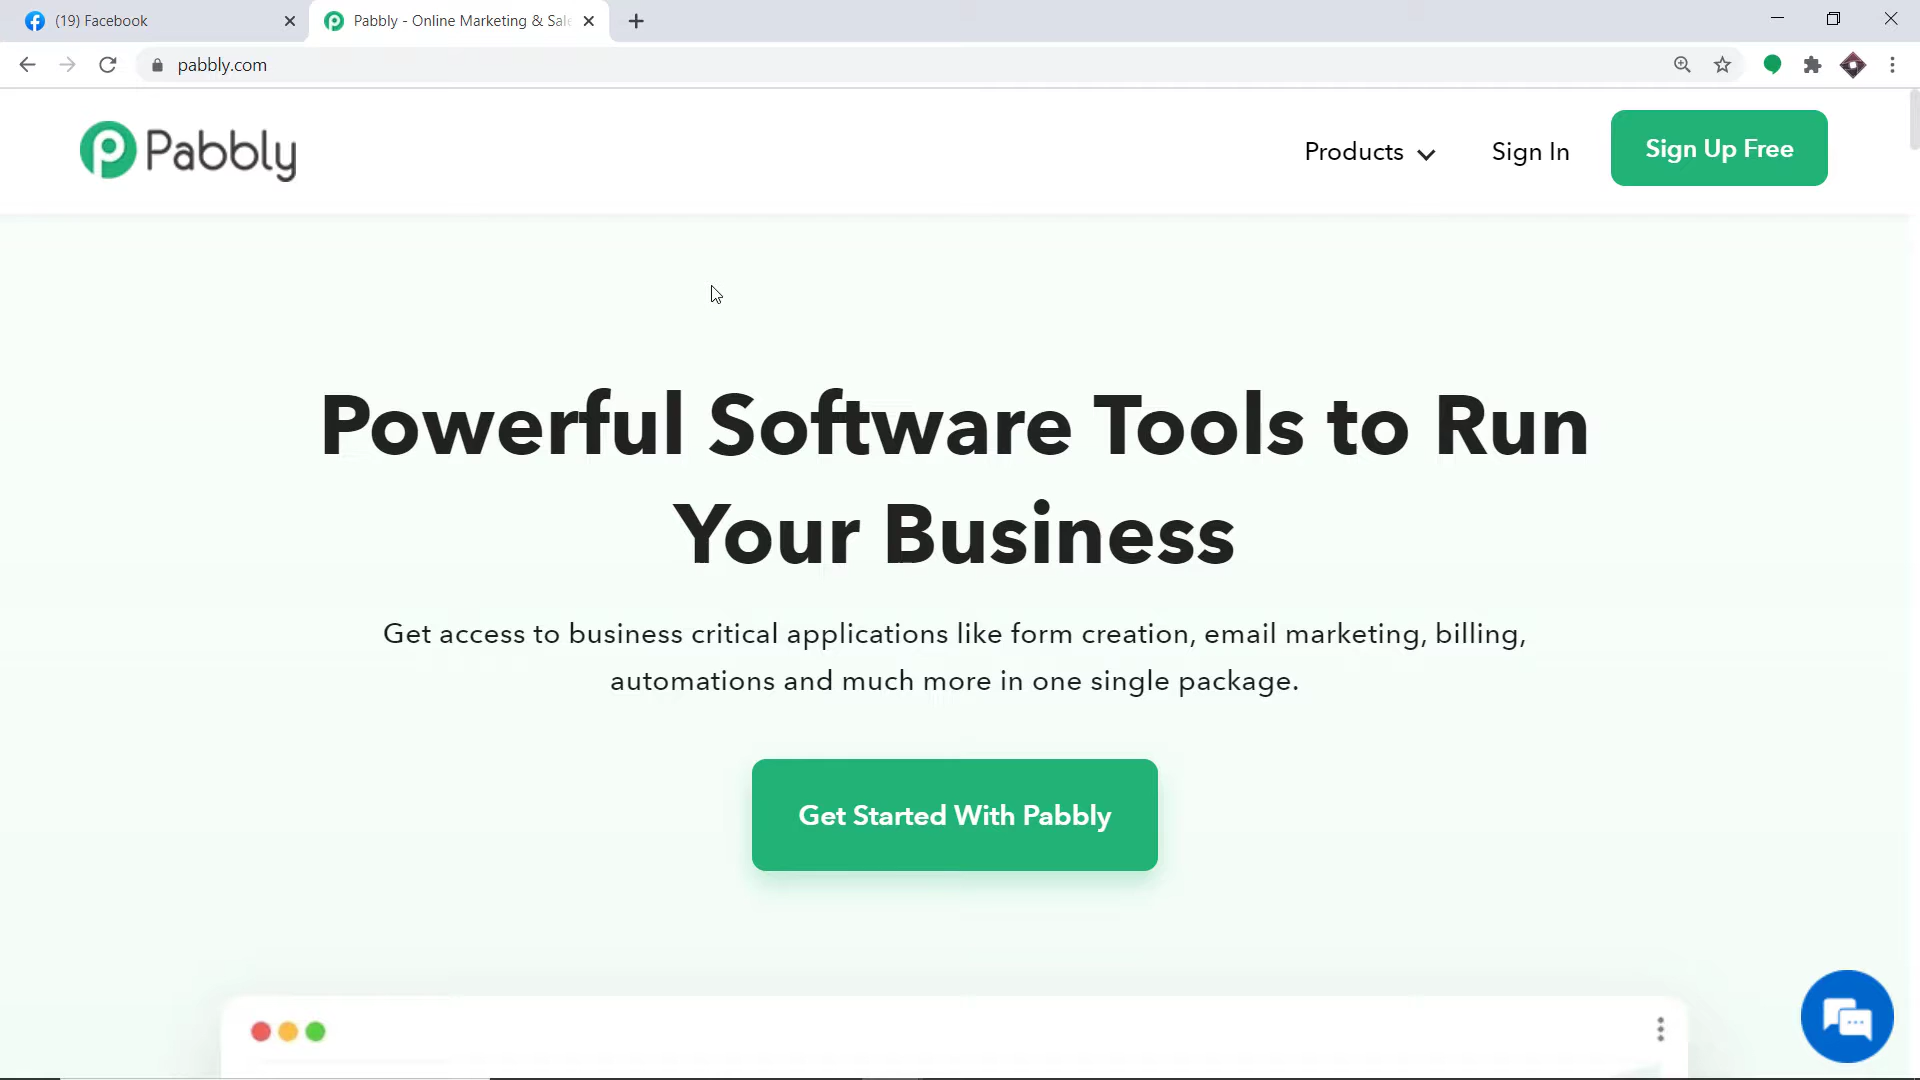 (19) Facebook
Pabbly - Online Marketing & Sale
pabbly.com
Pabbly
Products
Sign In
Sign Up Free
Powerful Software Tools to Run
Your Business
Get access to business critical applications like form creation, email marketing, billing,
automations and much more in one single package.
Get Started With Pabbly